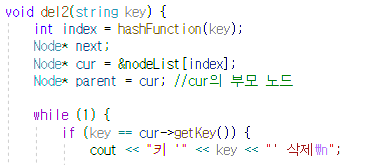 void del2(string key) {
int index = hashFunction(key);
Node* next;
Node* cur = &nodeList[index];
Node* parent = cur; //cur의 부모 노드
while (1) {
if (key == cur->getKey()) {
cout << "키 '" << key << "' 삭제₩n";